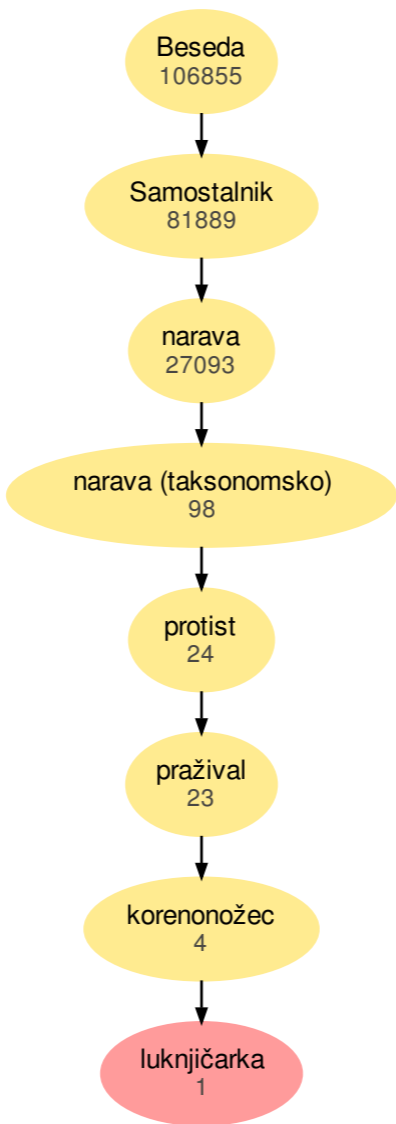 Beseda
106855
Samostalnik
81889
narava
27093
narava (taksonomsko)
98
protist
24
pražival
23
korenonožec
4
luknjičarka
1